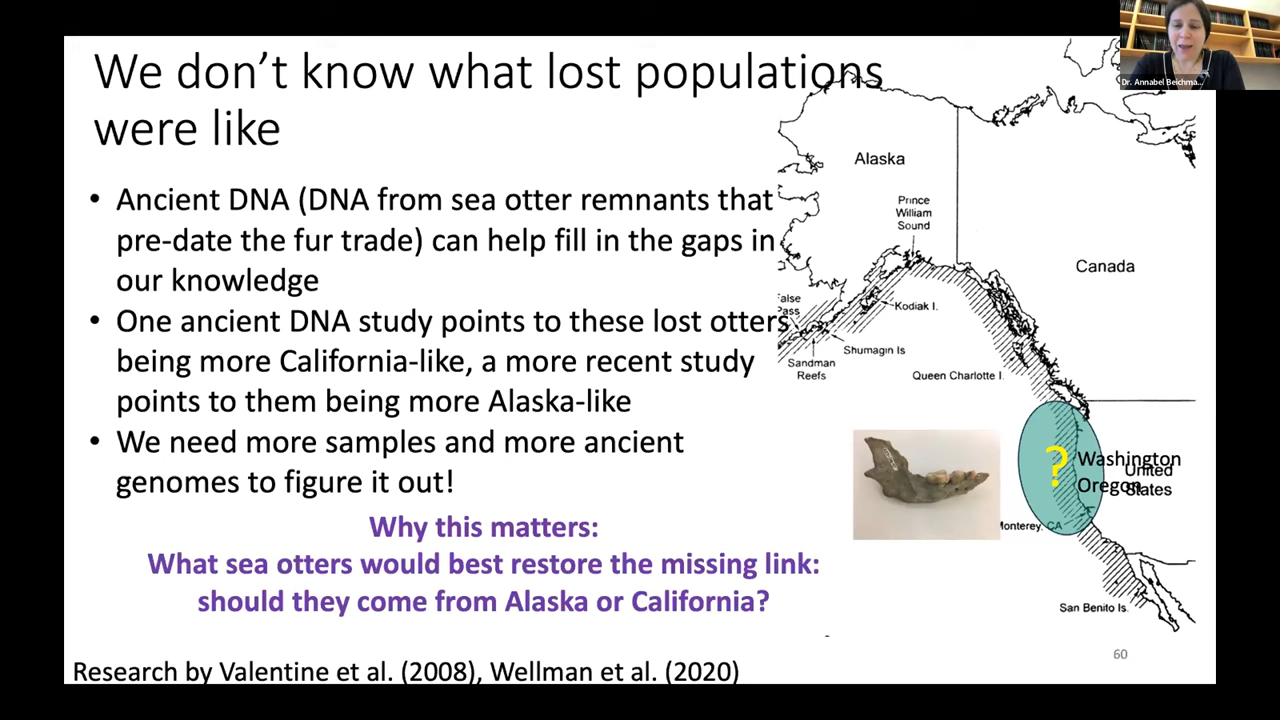 We don't know what lost populations
were like
Dr. Annabel Beichma...
• Ancient DNA (DNA from sea otter remnants that
pre-date the fur trade) can help fill in the gaps in
our knowledge
• One ancient DNA study points to these lost otters
being more California-like, a more recent study
points to them being more Alaska-like
• We need more samples and more ancient
genomes to figure it out!
Why this matters:
What sea otters would best restore the missing link:
should they come from Alaska or California?
Research by Valentine et al. (2008), Wellman et al. (2020)
Alaska
Prince
William
Sound
Canada
False
Pass
Kodiak I.
Shumagin Is
Sandman
Reefs
Queen Charlotte I.
?
Washington
Oregon
United
States
Monterey, CA
San Benito Is.
60